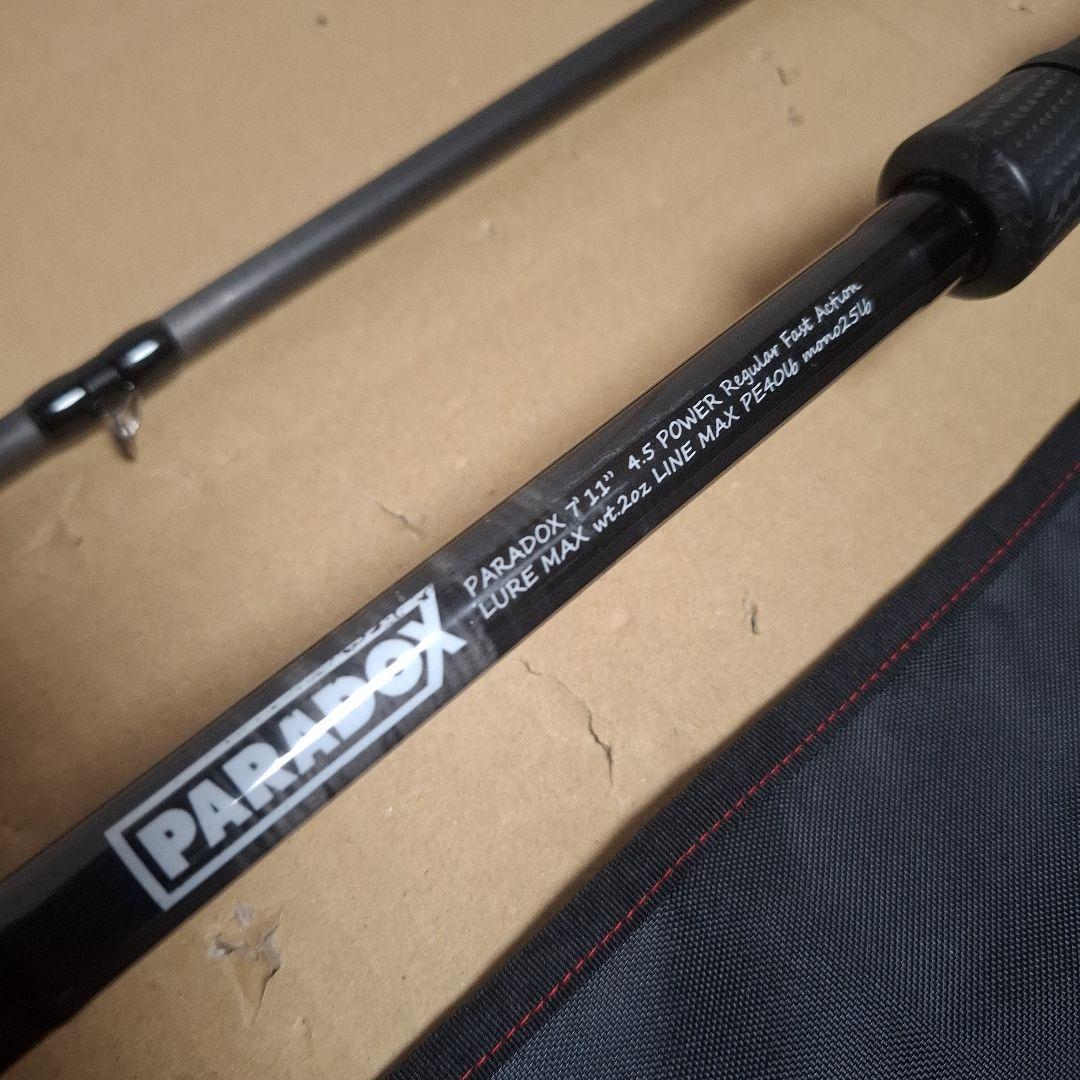 PARADOX
PARADOX 7'11" 4.5 POWER Regular Fast Action
LURE MAX wt.2oz LINE MAX PE40lb mono25lb